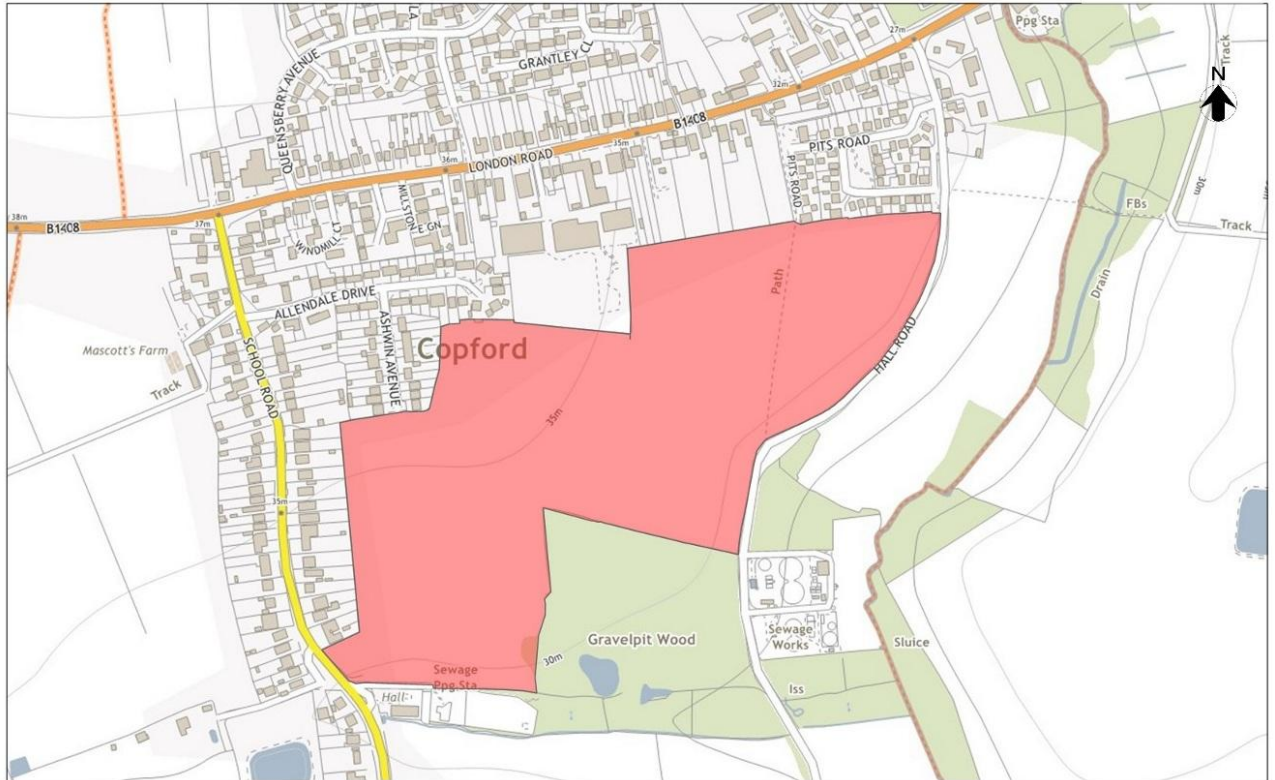 LA
Ppg Sta
Track
27m
QUEENSBERRY AVENUE
GRANTLEY CL
N
32m
B1408
35m
PITS ROAD
36m
LONDON ROAD
PITS ROAD
30m
MILLSTONE GN
FBs
38m
B1408
37m
Track
WINDMILL CT
Path
Drain
ALLENDALE DRIVE
ASHWIN AVENUE
HALL ROAD
Mascott's Farm
SCHOOL ROAD
Copford
Track
35m
35m
Gravelpit Wood
Sewage
Works
Sluice
30m
Sewage
Ppg Sta
Hall
Iss